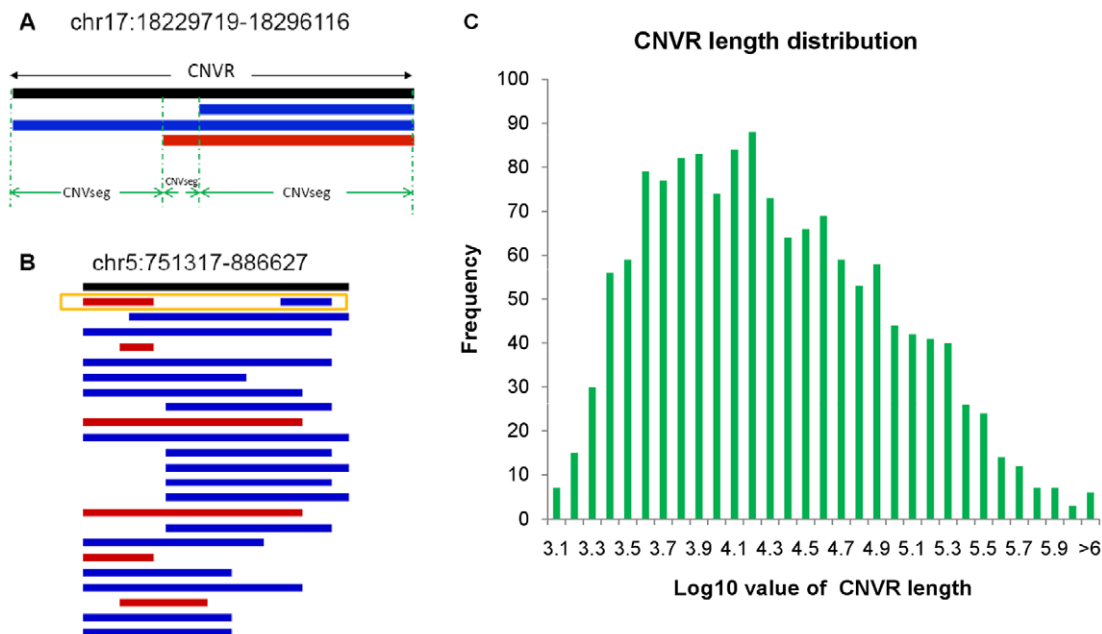 A chr17:18229719-18296116
CNVR
CNVseg CNVseg CNVseg
B chr5:751317-886627
C
CNVR length distribution
Frequency
100
90
80
70
60
50
40
30
20
10
0
3.1 3.3 3.5 3.7 3.9 4.1 4.3 4.5 4.7 4.9 5.1 5.3 5.5 5.7 5.9 >6
Log10 value of CNVR length